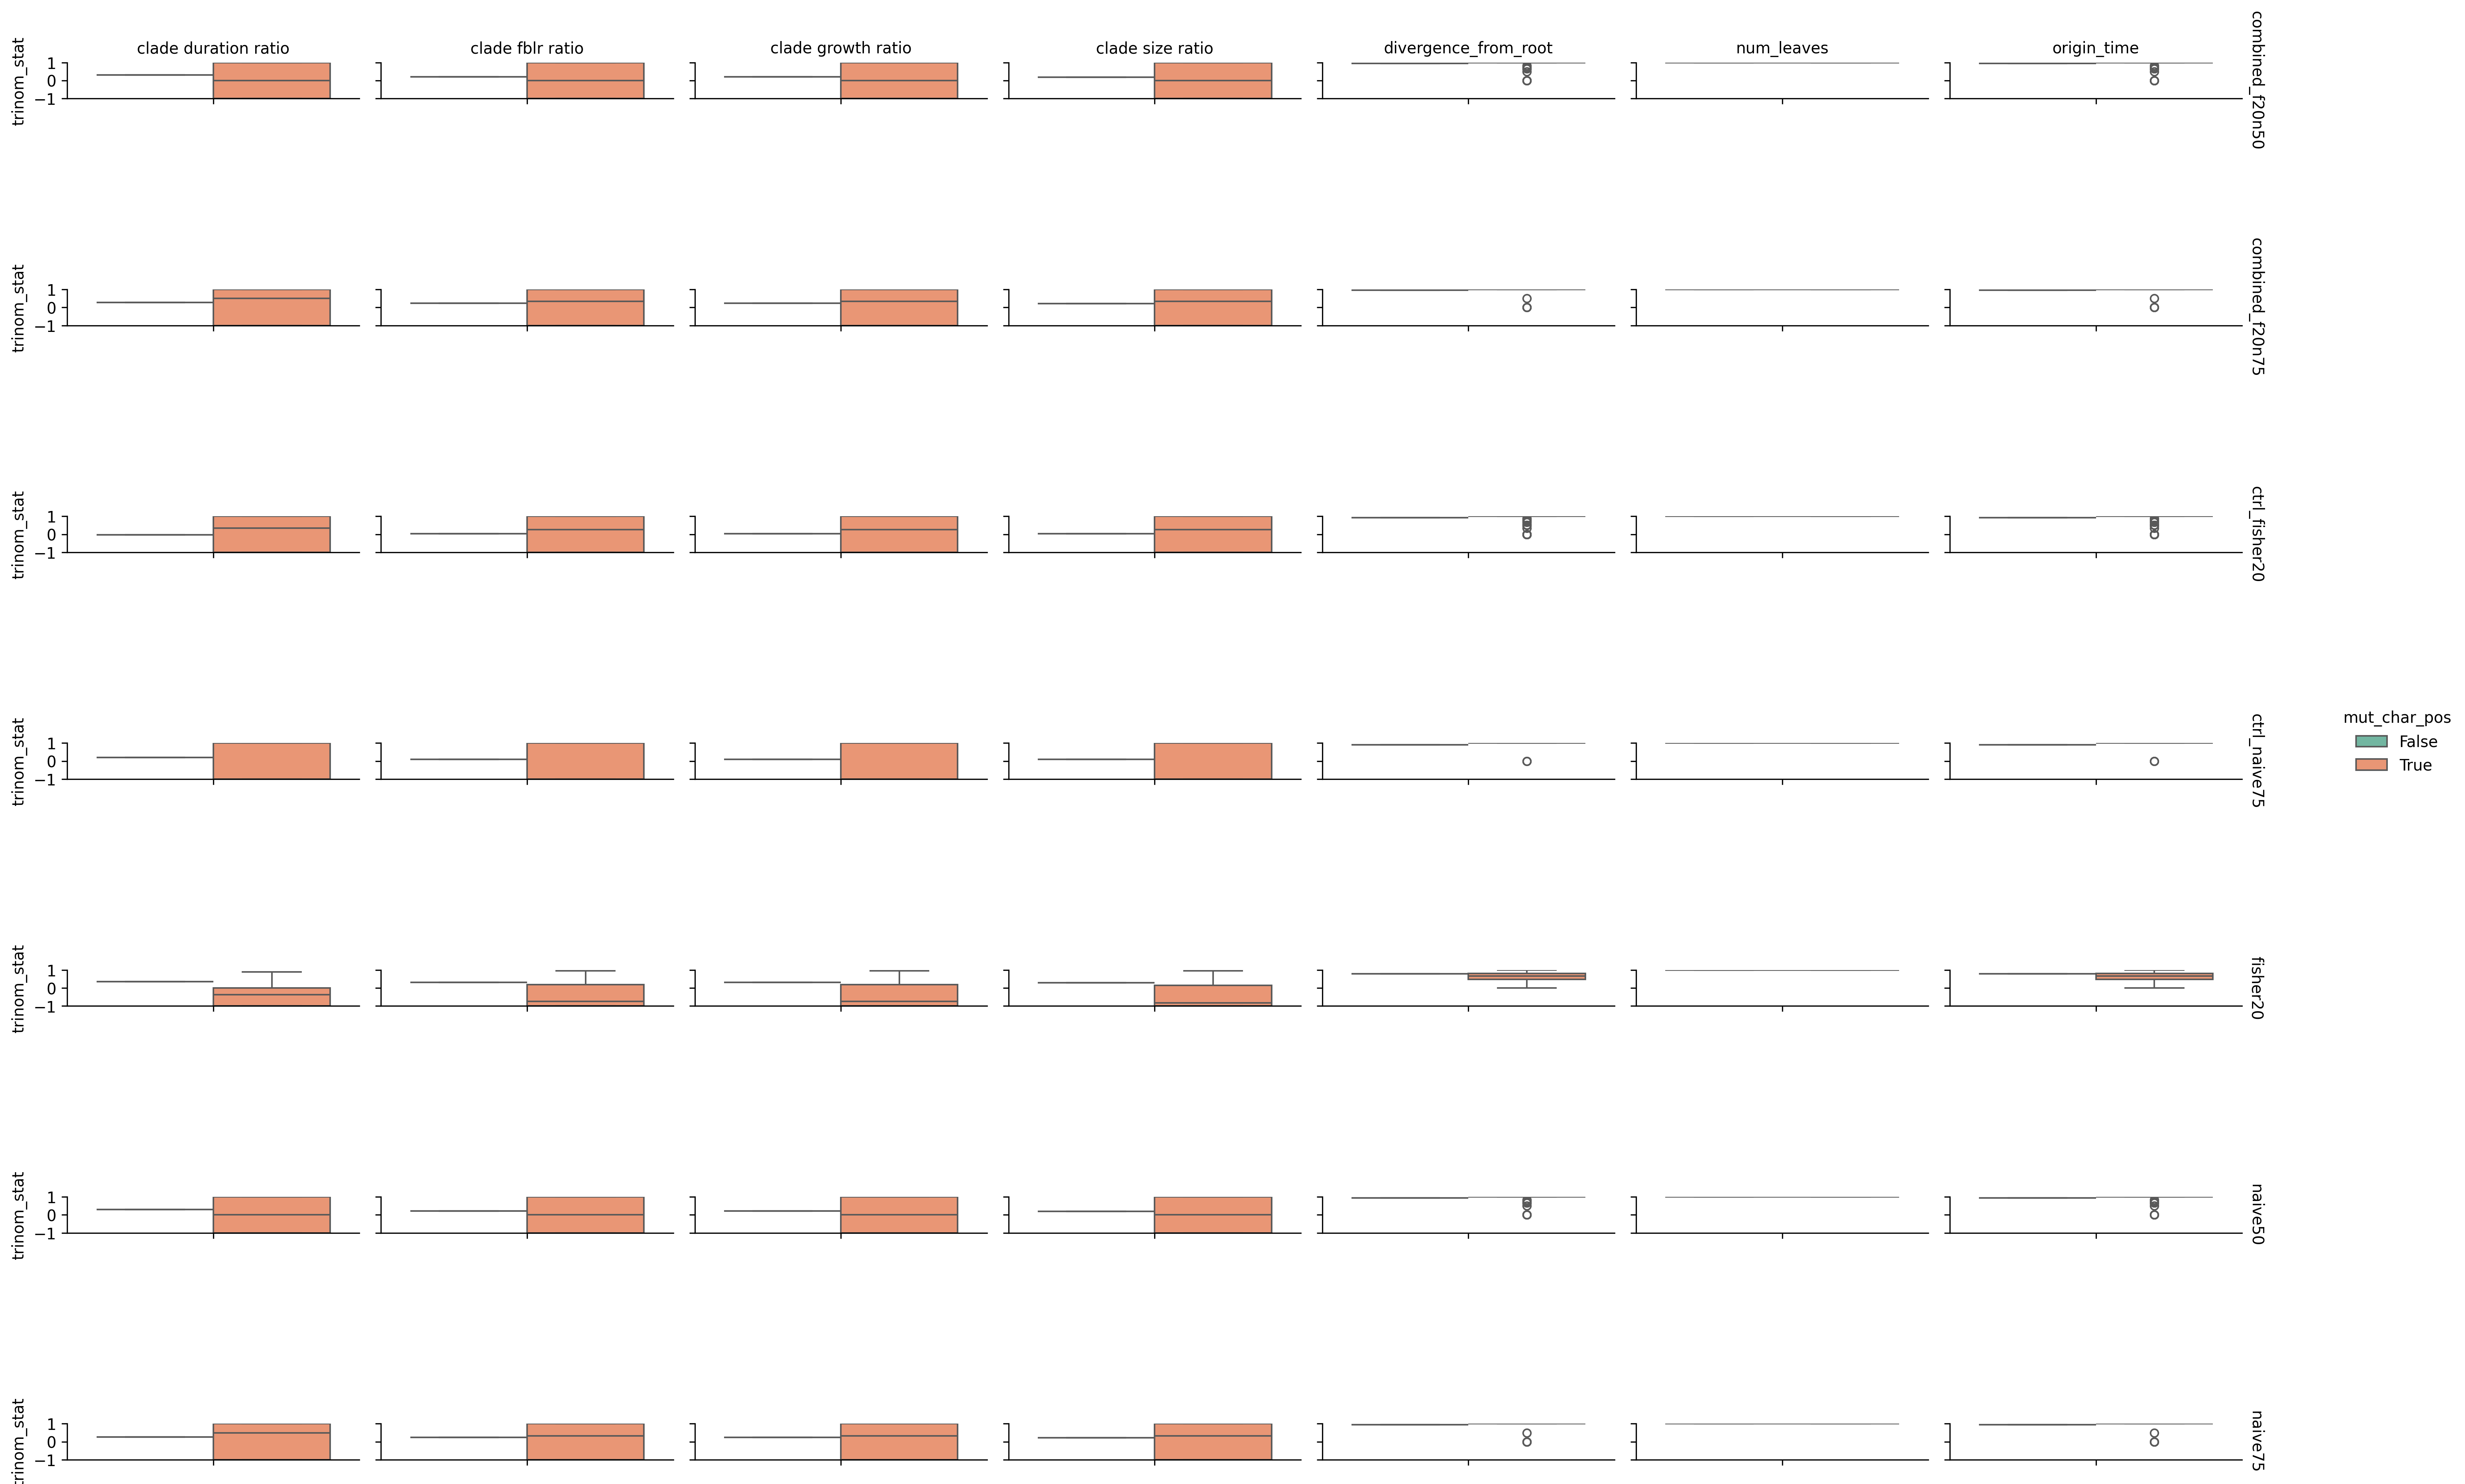 clade duration ratio
clade fblr ratio
clade growth ratio
clade size ratio
divergence_from_root
num_leaves
origin_time
trinom_stat
1
0
−1
combined_f20n50
trinom_stat
1
0
−1
combined_f20n75
trinom_stat
1
0
−1
ctrl_fisher20
trinom_stat
1
0
−1
ctrl_naive75
mut_char_pos
False
True
trinom_stat
1
0
−1
fisher20
trinom_stat
1
0
−1
naive50
trinom_stat
1
0
−1
naive75